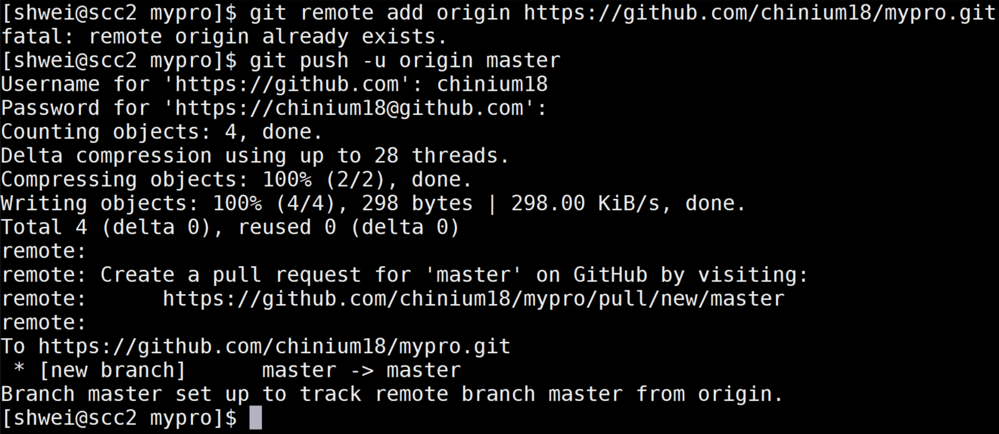 [shwei@scc2 mypro]$ git remote add origin https://github.com/chinium18/mypro.git
fatal: remote origin already exists.
[shwei@scc2 mypro]$ git push -u origin master
Username for 'https://github.com': chinium18
Password for 'https://chinium18@github.com':
Counting objects: 4, done.
Delta compression using up to 28 threads.
Compressing objects: 100% (2/2), done.
Writing objects: 100% (4/4), 298 bytes | 298.00 KiB/s, done.
Total 4 (delta 0), reused 0 (delta 0)
remote:
remote: Create a pull request for 'master' on GitHub by visiting:
remote:      https://github.com/chinium18/mypro/pull/new/master
remote:
To https://github.com/chinium18/mypro.git
 * [new branch]      master -> master
Branch master set up to track remote branch master from origin.
[shwei@scc2 mypro]$